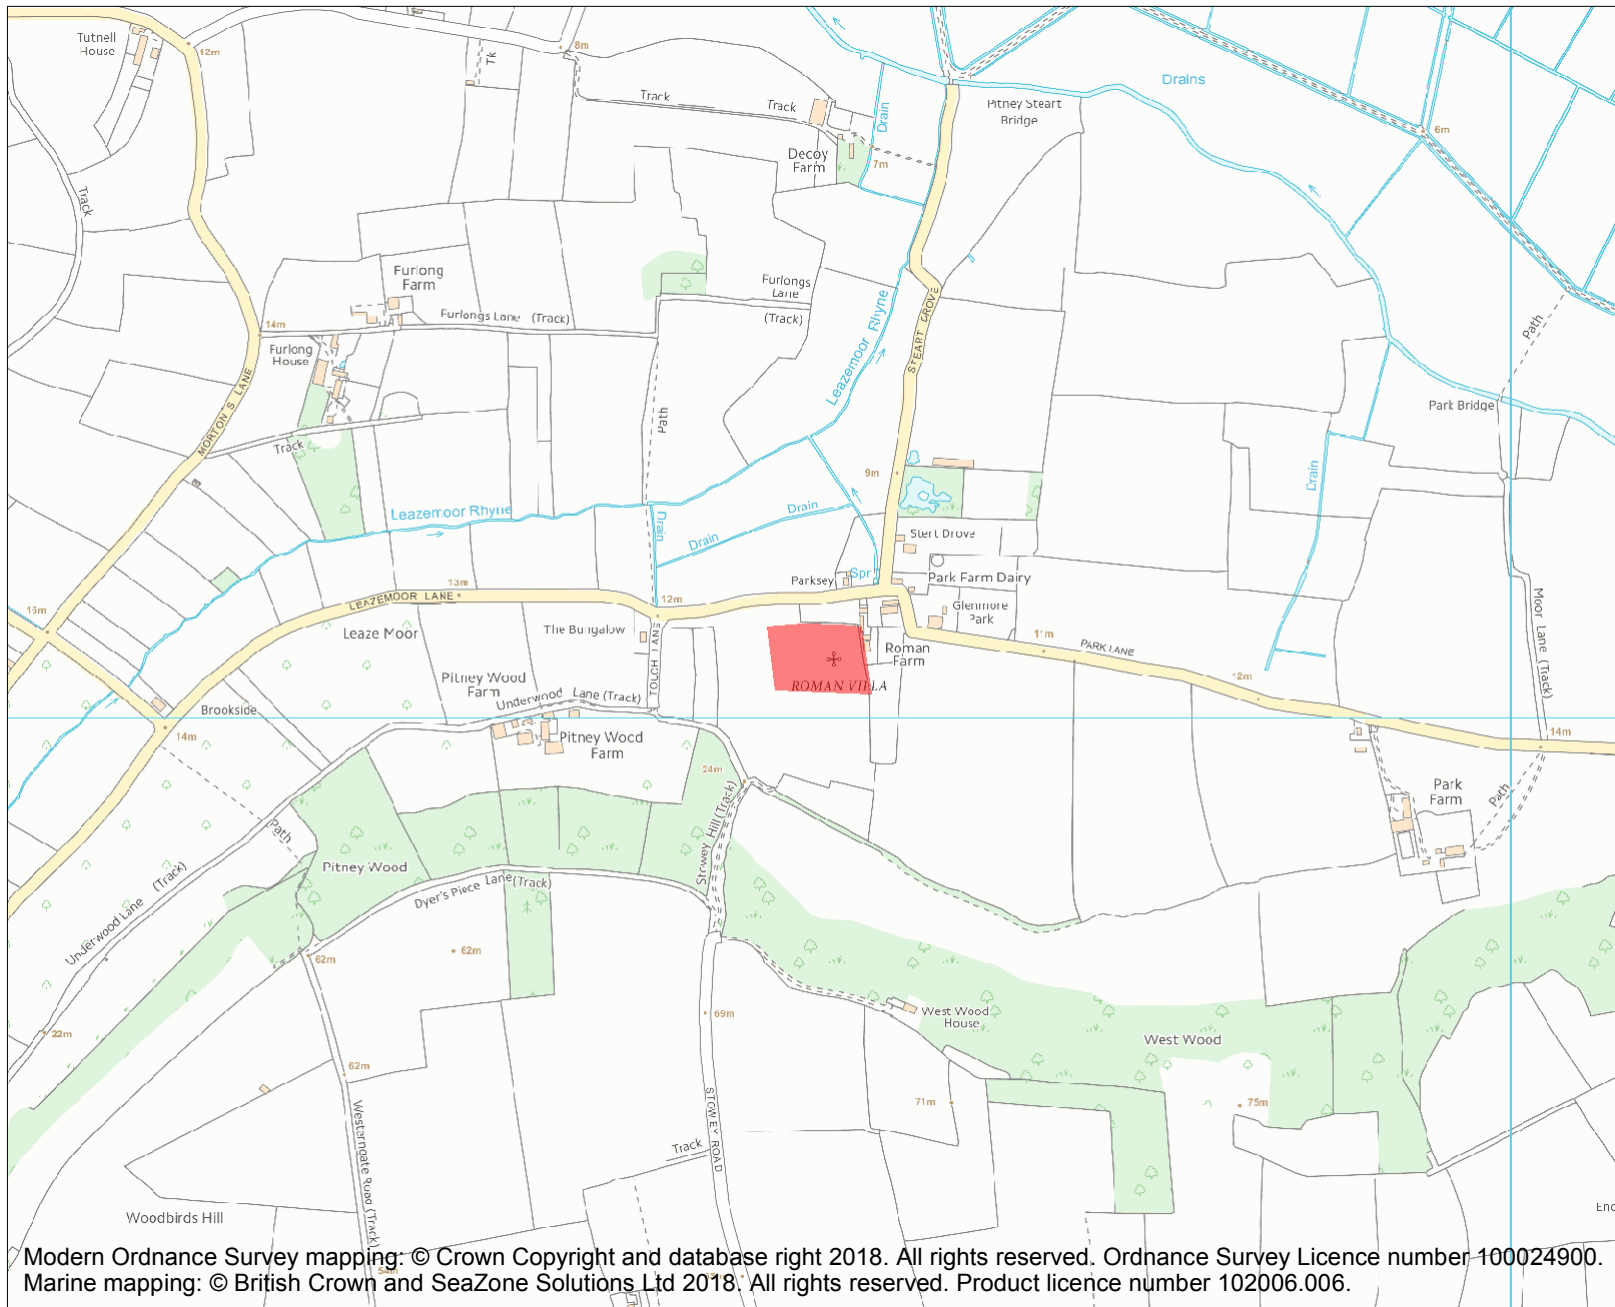 Tutnell
House
12m
8m
Tk
Track
Track
Drain
Decoy
Farm
7m
Pitney Steart
Bridge
Drains
6m
Track
Furlong
Farm
Furlongs Lane (Track)
Furlongs
Lane
(Track)
14m
Furlong
House
MORTON S LANE
Track
Path
Leazemoor Rhyne
STEART DROVE
Path
Park Bridge
9m
Drain
Leazemoor Rhyne
Drain
Drain
Drain
Stert Drove
Parksey
Spr
Park Farm Dairy
Glenmore
Park
16m
13m
LEAZEMOOR LANE
12m
The Bungalow
Leaze Moor
TOLCH LANE
Roman
Farm
11m
PARK LANE
12m
Moor Lane (Track)
ROMAN VILLA
Pitney Wood
Farm
Underwood Lane (Track)
Brookside
14m
Pitney Wood
Farm
14m
24m
Stowey Hill (Track)
Park
Farm
Path
Path
Pitney Wood
Dyer's Piece Lane (Track)
Underwood Lane (Track)
62m
62m
22m
69m
West Wood
House
West Wood
62m
71m
75m
Westarngate Road (Track)
STOWEY ROAD
Track
Woodbirds Hill
Enc
Modern Ordnance Survey mapping: © Crown Copyright and database right 2018. All rights reserved. Ordnance Survey Licence number 100024900.
54m
Marine mapping: © British Crown and SeaZone Solutions Ltd 2018. All rights reserved. Product licence number 102006.006.